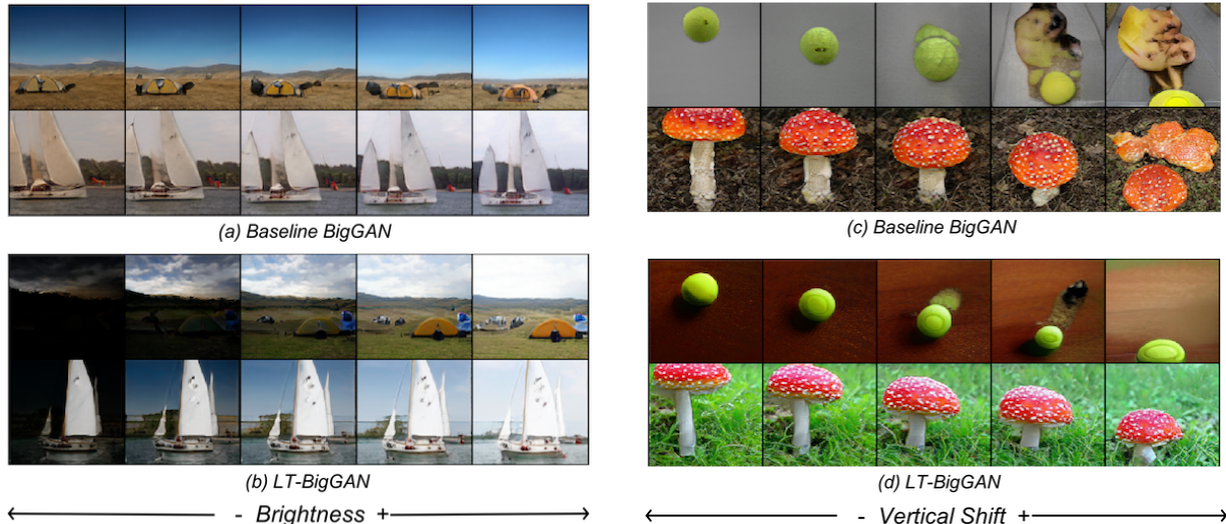 (a) Baseline BigGAN
(b) LT-BigGAN
- Brightness +
(c) Baseline BigGAN
(d) LT-BigGAN
- Vertical Shift +